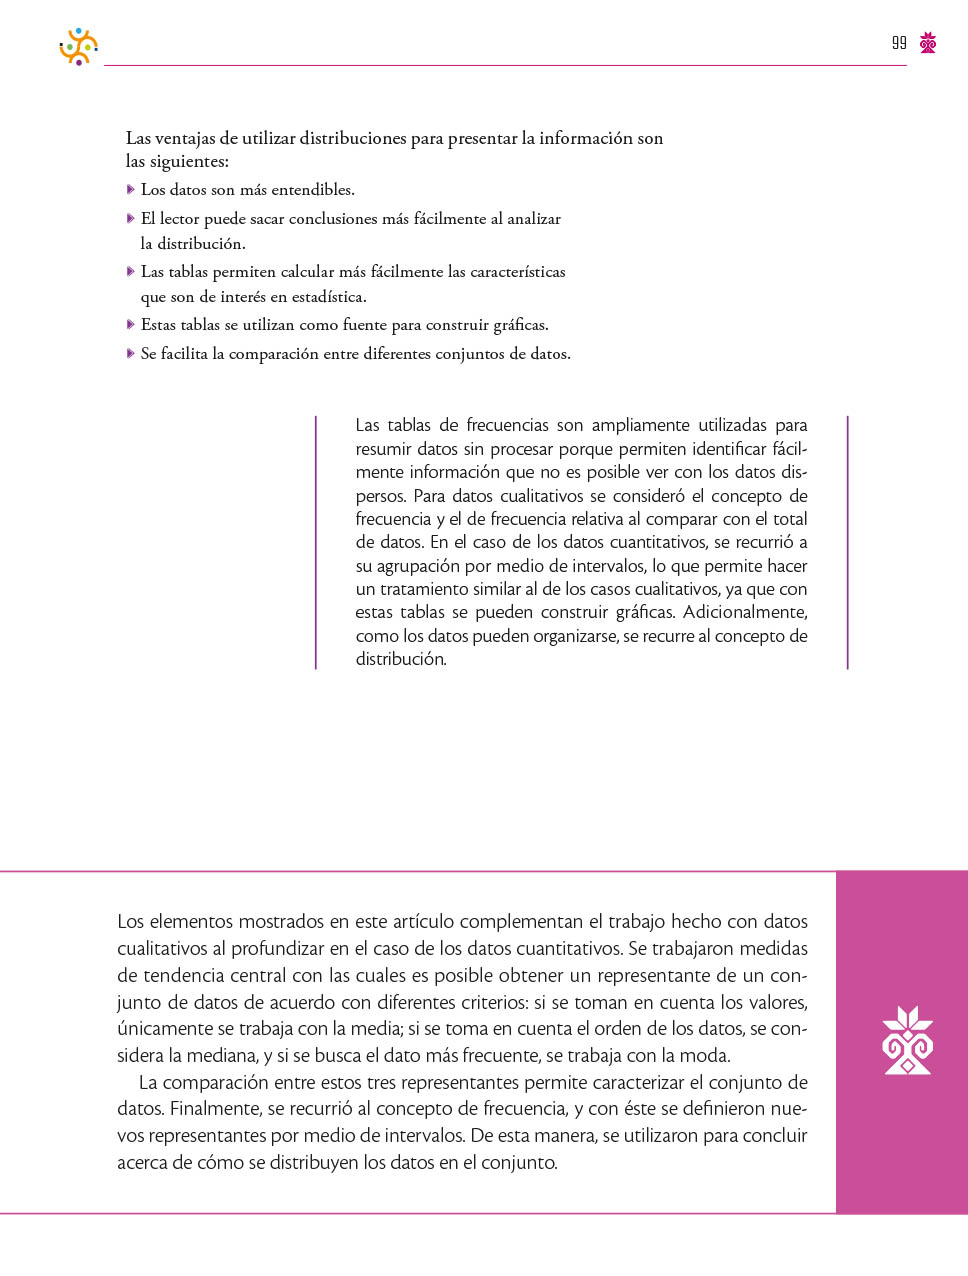 99
Las ventajas de utilizar distribuciones para presentar la información son
las siguientes:
Los datos son más entendibles.
El lector puede sacar conclusiones más fácilmente al analizar
la distribución.
Las tablas permiten calcular más fácilmente las características
que son de interés en estadística.
Estas tablas se utilizan como fuente para construir gráficas.
Se facilita la comparación entre diferentes conjuntos de datos.
Las tablas de frecuencias son ampliamente utilizadas para
resumir datos sin procesar porque permiten identificar fácil-
mente información que no es posible ver con los datos dis-
persos. Para datos cualitativos se consideró el concepto de
frecuencia y el de frecuencia relativa al comparar con el total
de datos. En el caso de los datos cuantitativos, se recurrió a
su agrupación por medio de intervalos, lo que permite hacer
un tratamiento similar al de los casos cualitativos, ya que con
estas tablas se pueden construir gráficas. Adicionalmente,
como los datos pueden organizarse, se recurre al concepto de
distribución.
Los elementos mostrados en este artículo complementan el trabajo hecho con datos
cualitativos al profundizar en el caso de los datos cuantitativos. Se trabajaron medidas
de tendencia central con las cuales es posible obtener un representante de un con-
junto de datos de acuerdo con diferentes criterios: si se toman en cuenta los valores,
únicamente se trabaja con la media; si se toma en cuenta el orden de los datos, se con-
sidera la mediana, y si se busca el dato más frecuente, se trabaja con la moda.
La comparación entre estos tres representantes permite caracterizar el conjunto de
datos. Finalmente, se recurrió al concepto de frecuencia, y con éste se definieron nue-
vos representantes por medio de intervalos. De esta manera, se utilizaron para concluir
acerca de cómo se distribuyen los datos en el conjunto.